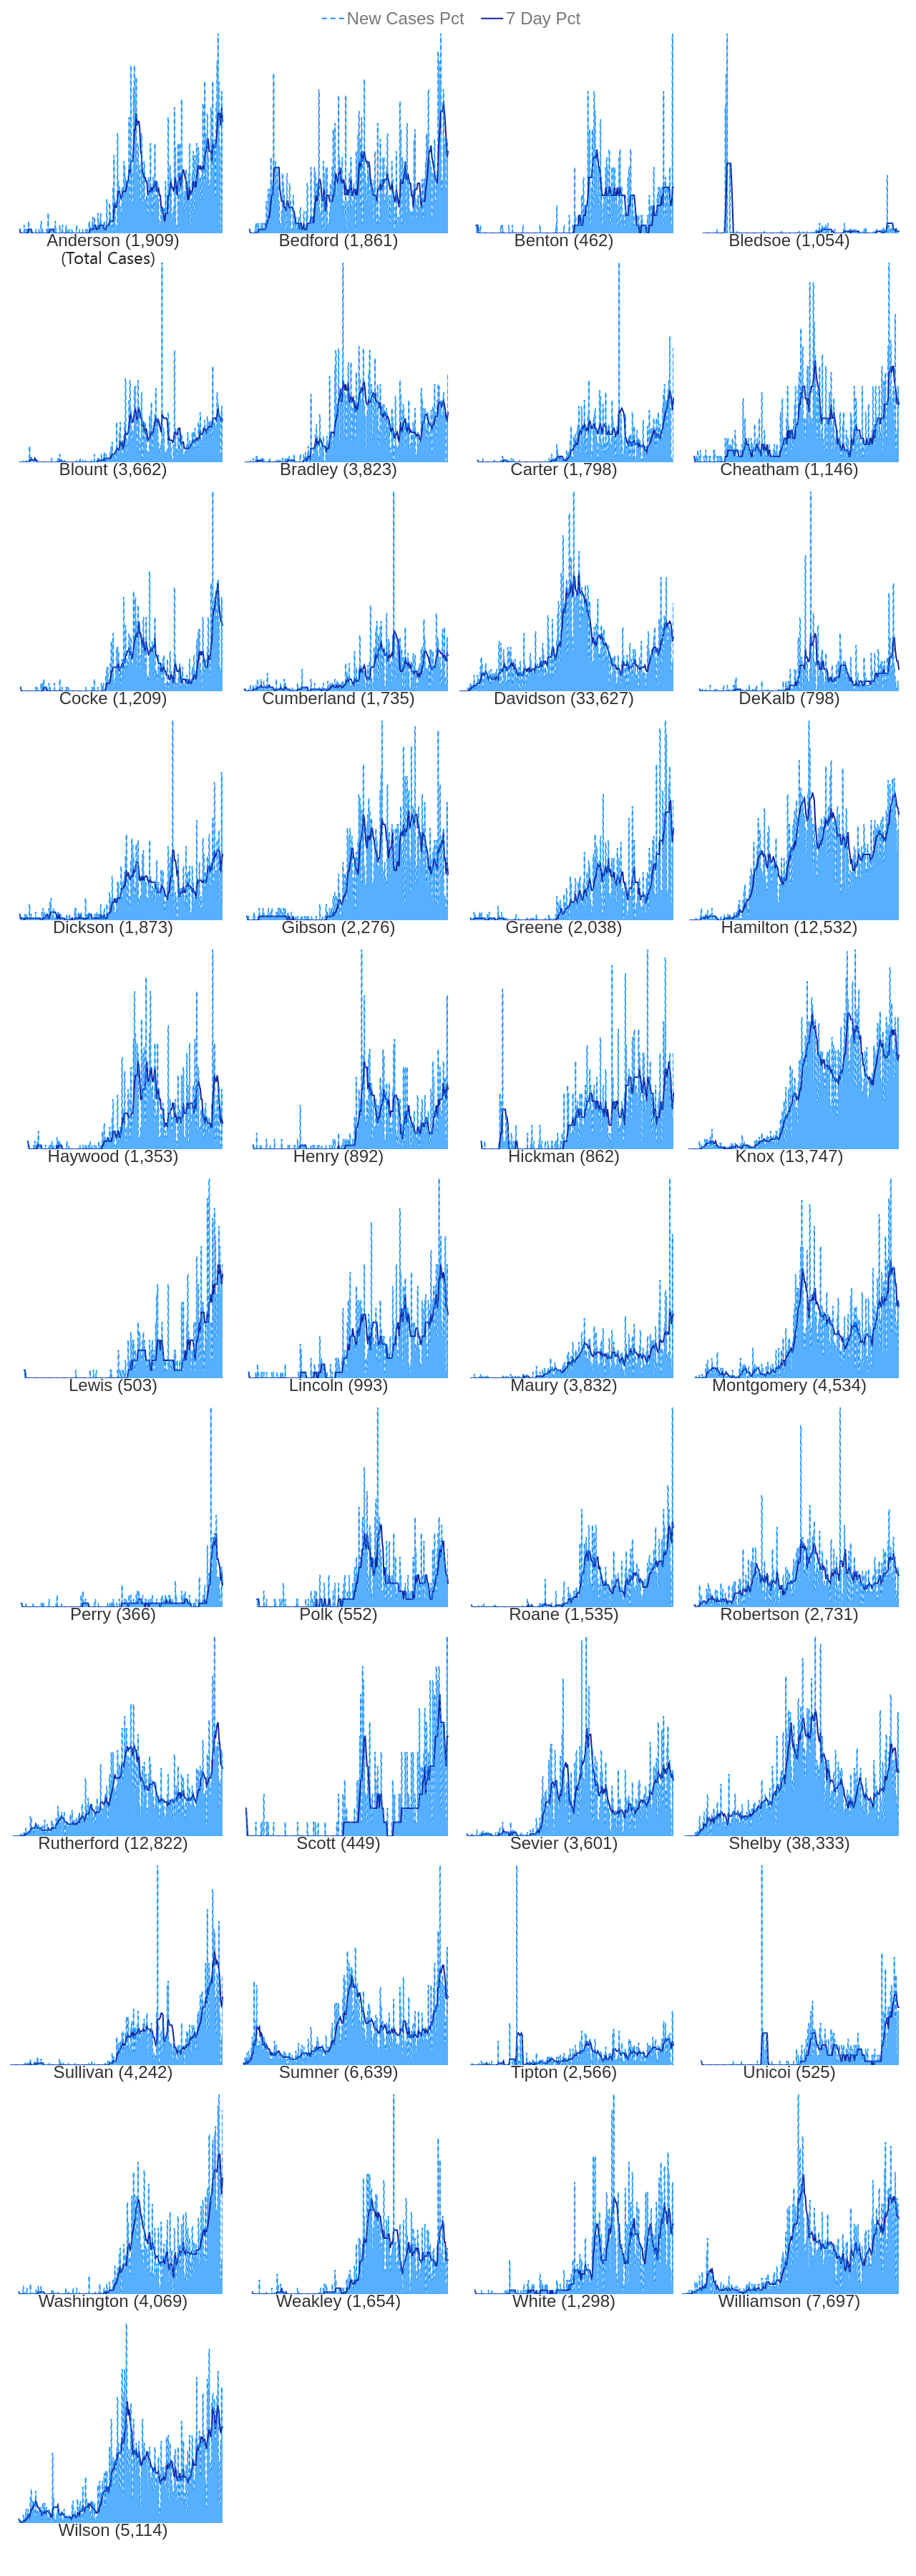 New Cases Pct 7 Day Pct
Anderson (1,909) Bedford (1,861) Benton (462) Bledsoe (1,054)
(Total Cases)
Blount (3,662) Bradley (3,823) Carter (1,798) Cheatham (1,146)
Cocke (1,209) Cumberland (1,735) Davidson (33,627) DeKalb (798)
Dickson (1,873) Gibson (2,276) Greene (2,038) Hamilton (12,532)
Haywood (1,353) Henry (892) Hickman (862) Knox (13,747)
Lewis (503) Lincoln (993) Maury (3,832) Montgomery (4,534)
Perry (366) Polk (552) Roane (1,535) Robertson (2,731)
Rutherford (12,822) Scott (449) Sevier (3,601) Shelby (38,333)
Sullivan (4,242) Sumner (6,639) Tipton (2,566) Unicoi (525)
Washington (4,069) Weakley (1,654) White (1,298) Williamson (7,697)
Wilson (5,114)